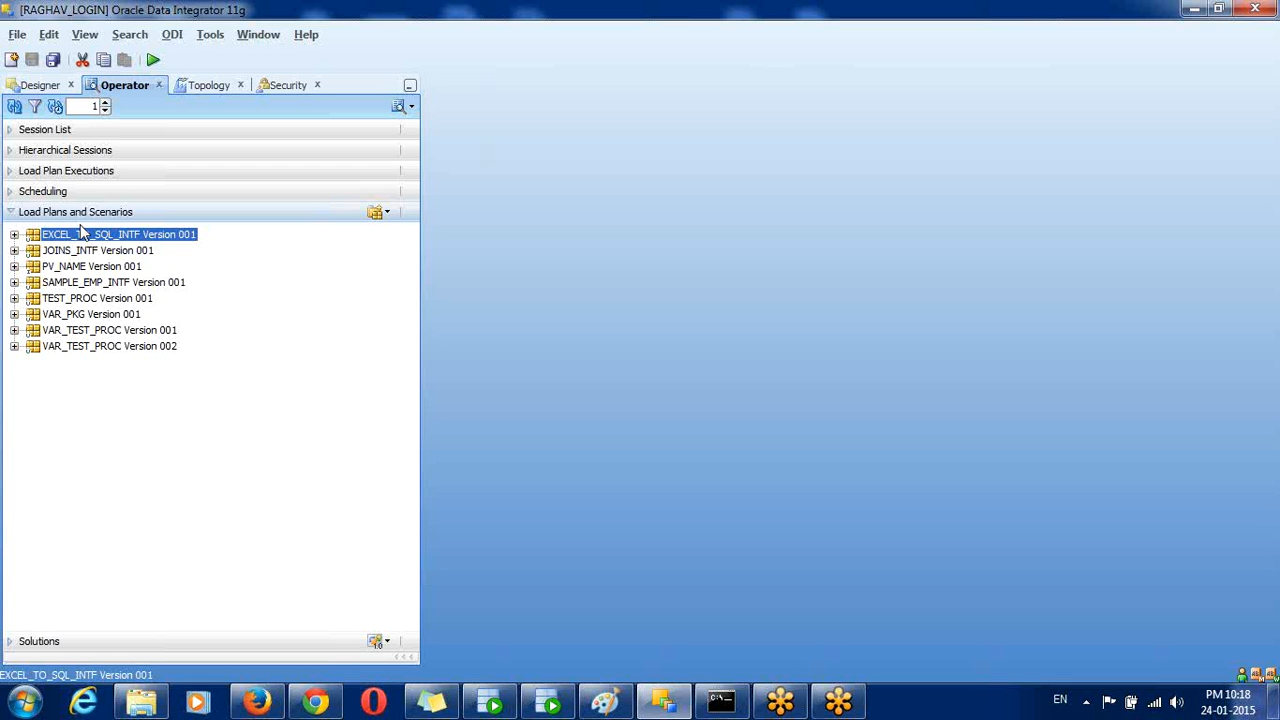 [RAGHAV_LOGIN] Oracle Data Integrator 11g
File Edit View Search ODI Tools Window Help
Designer Operator Topology Security
1
Session List
Hierarchical Sessions
Load Plan Executions
Scheduling
Load Plans and Scenarios
EXCEL_TO_SQL_INTF Version 001
JOINS_INTF Version 001
PV_NAME Version 001
SAMPLE_EMP_INTF Version 001
TEST_PROC Version 001
VAR_PKG Version 001
VAR_TEST_PROC Version 001
VAR_TEST_PROC Version 002
Solutions
EXCEL_TO_SQL_INTF Version 001
EN
PM 10:18
24-01-2015